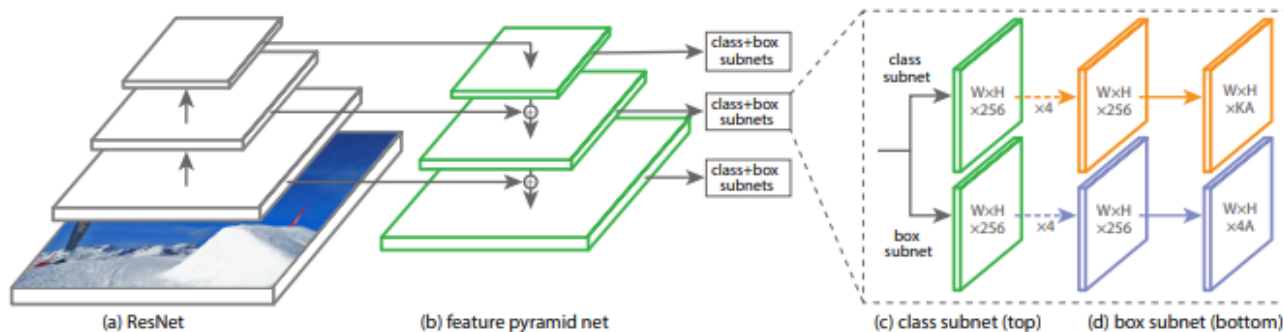 class+box
subnets
class+box
subnets
class+box
subnets
class
subnet
W×H
×256
×4
W×H
×256
W×H
×KA
box
subnet
W×H
×256
×4
W×H
×256
W×H
×4A
(a) ResNet
(b) feature pyramid net
(c) class subnet (top)
(d) box subnet (bottom)